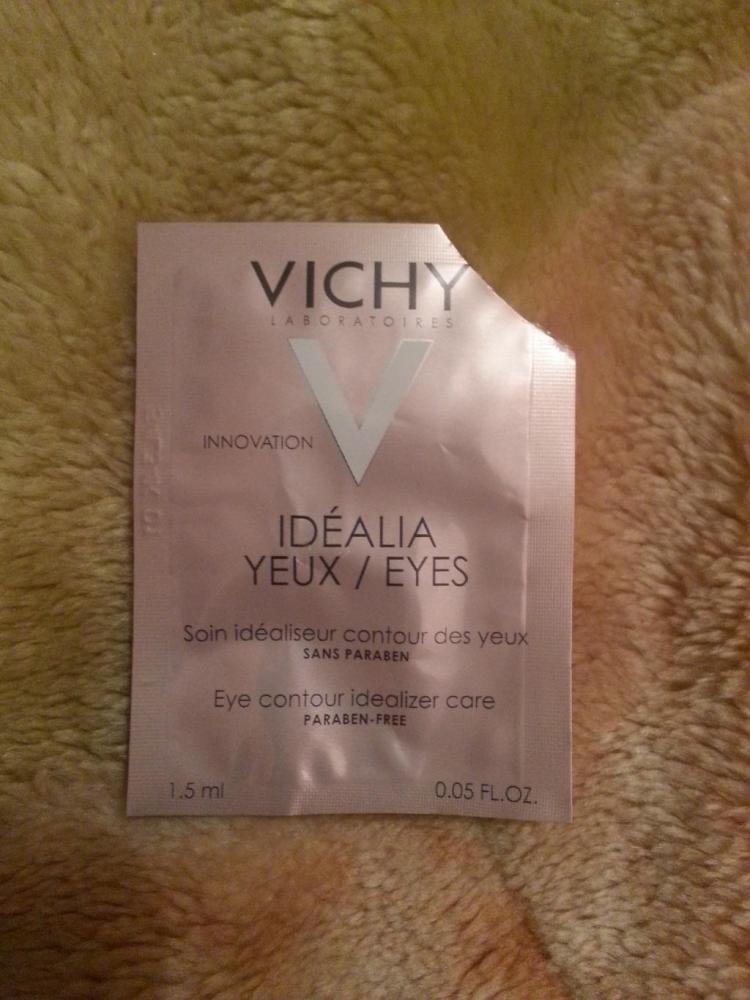 VICHY
LABORATOIRES
V
INNOVATION
IDÉALIA
YEUX / EYES
Soin idéaliseur contour des yeux
SANS PARABEN
Eye contour idealizer care
PARABEN-FREE
1.5 ml 0.05 FL.OZ.